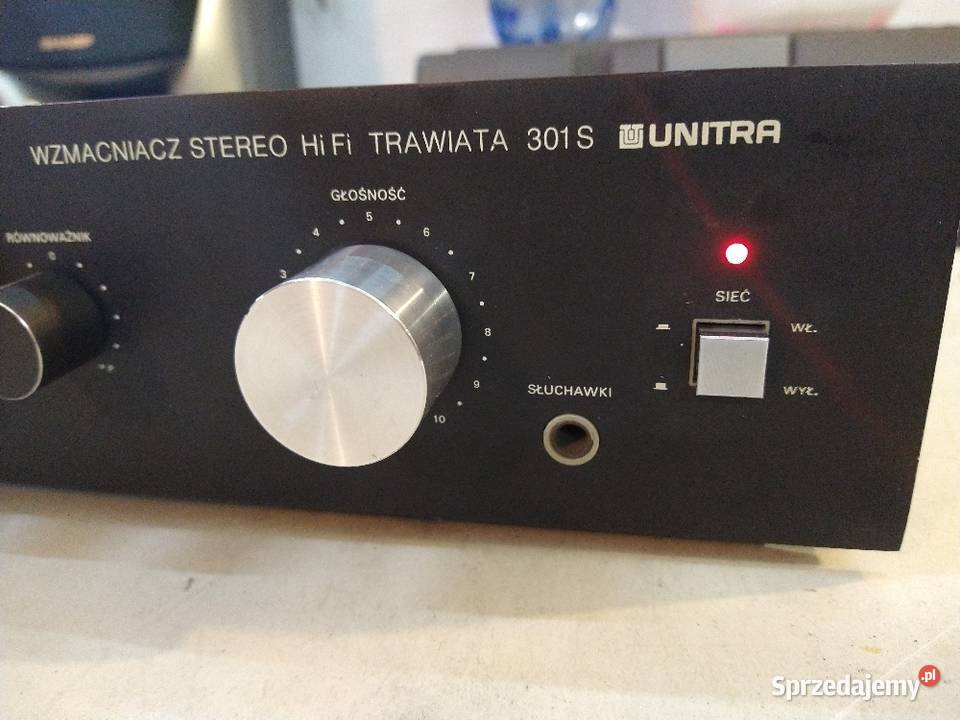 WZMACNIACZ STEREO HiFi TRAWIATA 301S UNITRA
GŁOŚNOŚĆ
RÓWNOWAŻNIK
0
3 4 5 6 7 8 9 10
SIEĆ
WŁ.
WYŁ.
SŁUCHAWKI
Sprzedajemy.pl